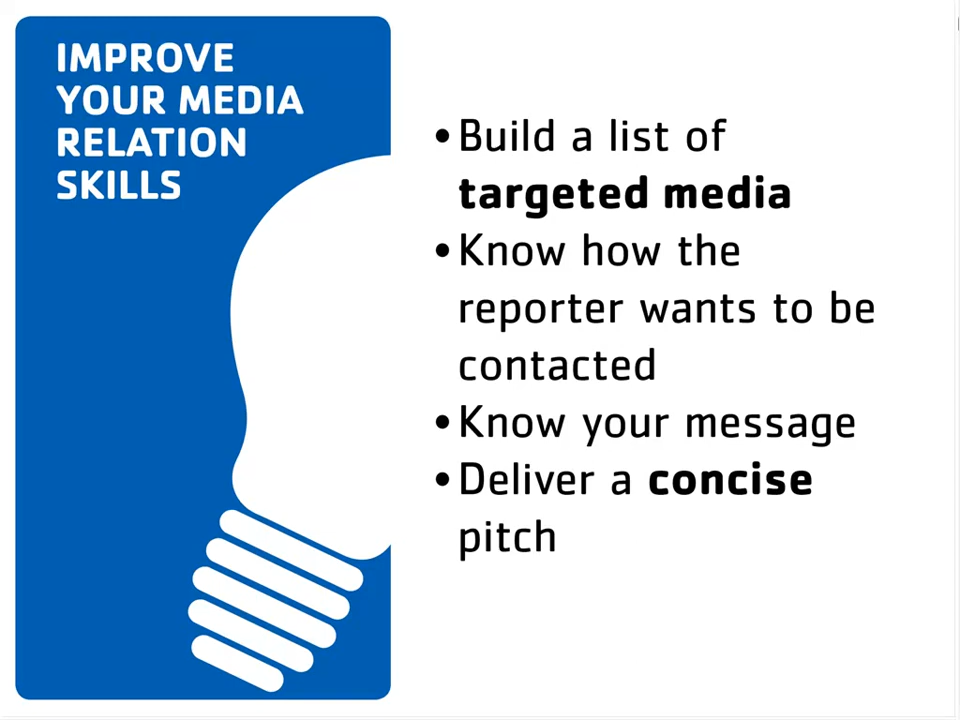 IMPROVE
YOUR MEDIA
RELATION
SKILLS
•Build a list of
targeted media
•Know how the
reporter wants to be
contacted
•Know your message
•Deliver a concise
pitch